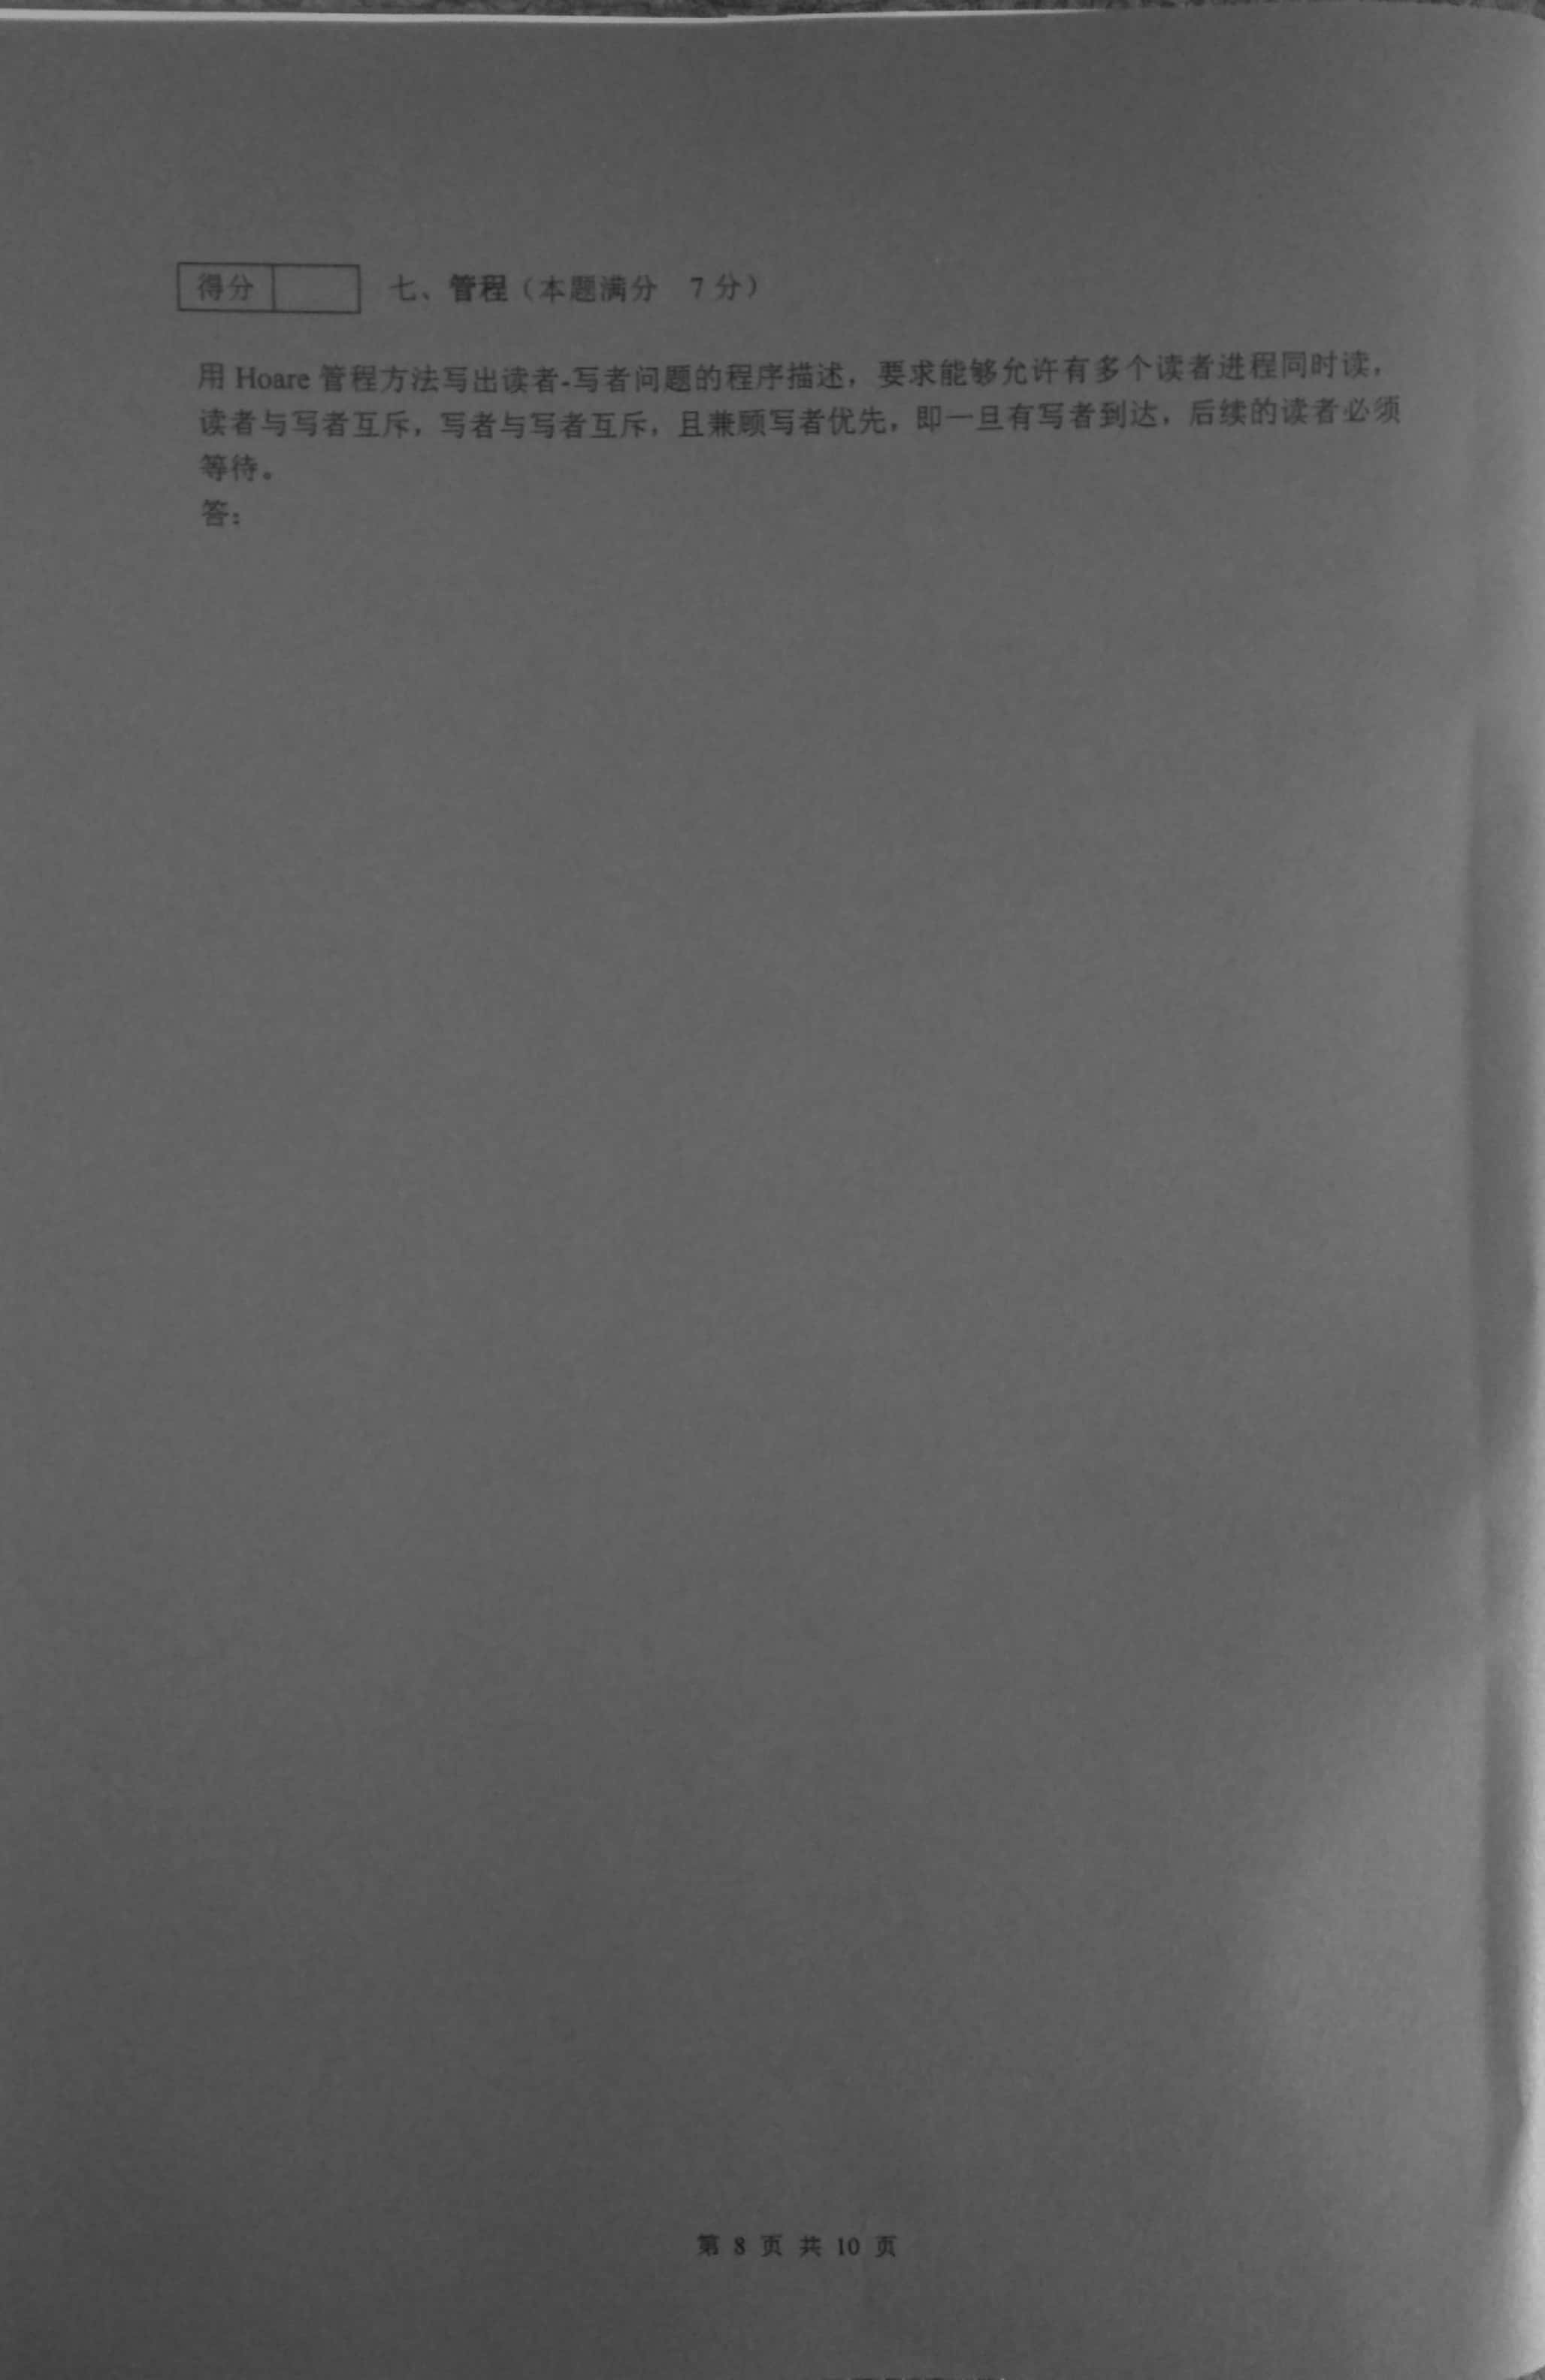 得分 七、管程（本题满分 7分）
用 Hoare 管程方法写出读者-写者问题的程序描述，要求能够允许有多个读者进程同时读，
读者与写者互斥，写者与写者互斥，且兼顾写者优先，即一旦有写者到达，后续的读者必须
等待。
答：
第 8 页 共 10 页